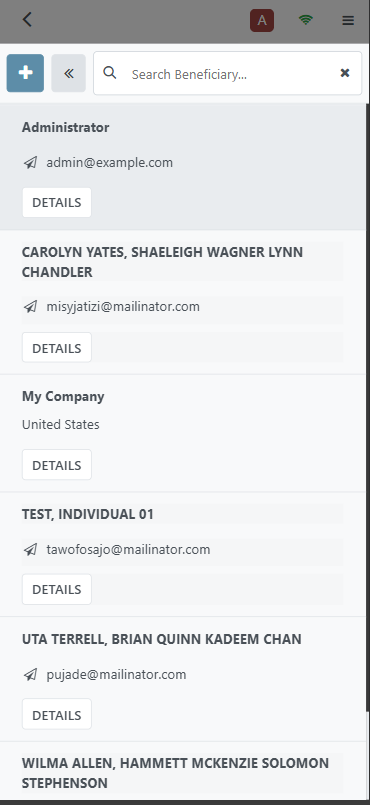 A
Search Beneficiary...
Administrator
admin@example.com
DETAILS
CAROLYN YATES, SHAELEIGH WAGNER LYNN
CHANDLER
misyjatizi@mailinator.com
DETAILS
My Company
United States
DETAILS
TEST, INDIVIDUAL 01
tawofosajo@mailinator.com
DETAILS
UTA TERRELL, BRIAN QUINN KADEEM CHAN
pujade@mailinator.com
DETAILS
WILMA ALLEN, HAMMETT MCKENZIE SOLOMON
STEPHENSON